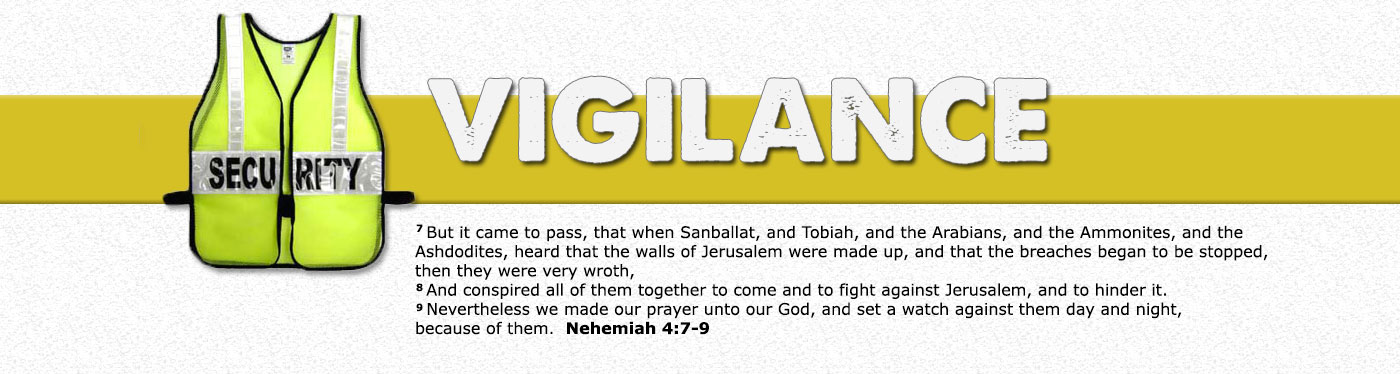 SECURITY
VIGILANCE
7 But it came to pass, that when Sanballat, and Tobiah, and the Arabians, and the Ammonites, and the
Ashdodites, heard that the walls of Jerusalem were made up, and that the breaches began to be stopped,
then they were very wroth,
8 And conspired all of them together to come and to fight against Jerusalem, and to hinder it.
9 Nevertheless we made our prayer unto our God, and set a watch against them day and night,
because of them. Nehemiah 4:7-9